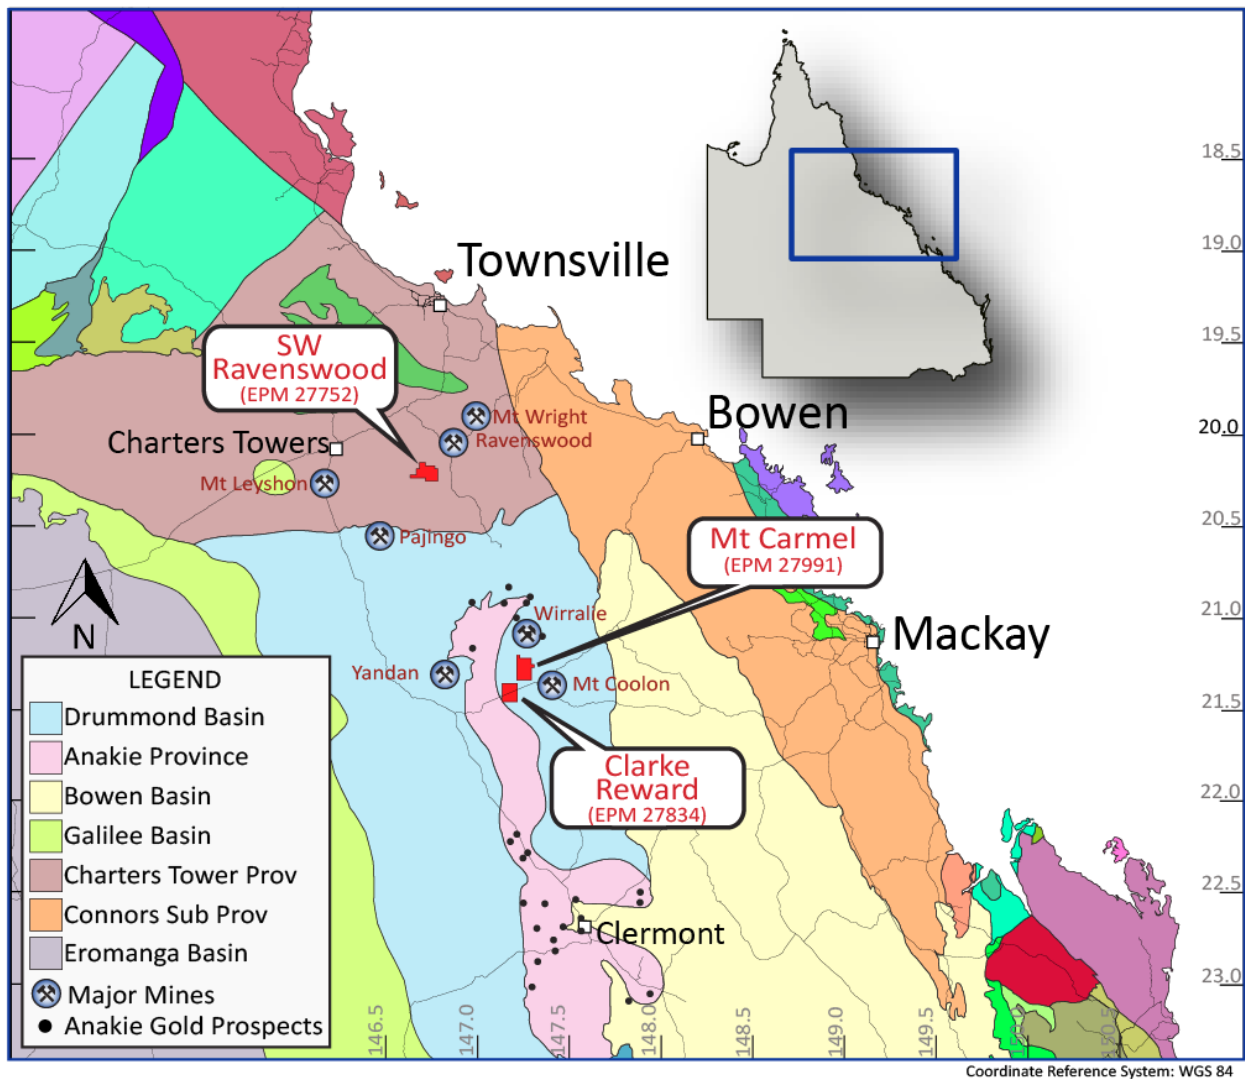 18.5
19.0
19.5
20.0
20.5
21.0
21.5
22.0
22.5
23.0
Townsville
SW
Ravenswood
(EPM 27752)
Bowen
Mt Wright
Ravenswood
Charters Towers
Mt Leyshon
Pajingo
Mt Carmel
(EPM 27991)
Wirralie
Mackay
N
Yandan
Mt Coolon
Clarke
Reward
(EPM 27834)
Clermont
LEGEND
Drummond Basin
Anakie Province
Bowen Basin
Galilee Basin
Charters Tower Prov
Connors Sub Prov
Eromanga Basin
Major Mines
Anakie Gold Prospects
146.5
147.0
147.5
148.0
148.5
149.0
149.5
150.0
150.5
Coordinate Reference System: WGS 84